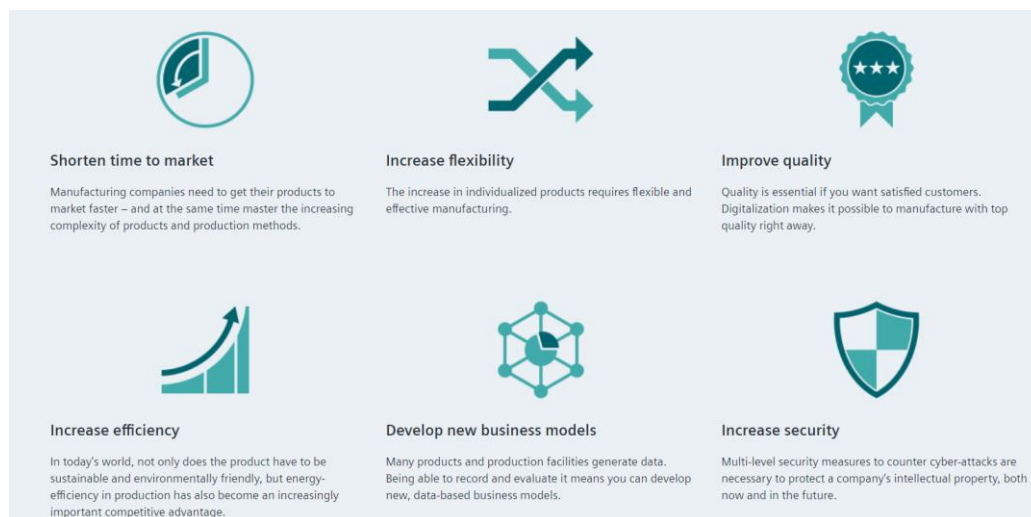 Shorten time to market
Manufacturing companies need to get their products to
market faster – and at the same time master the increasing
complexity of products and production methods.
Increase flexibility
The increase in individualized products requires flexible and
effective manufacturing.
Improve quality
Quality is essential if you want satisfied customers.
Digitalization makes it possible to manufacture with top
quality right away.
Increase efficiency
In today's world, not only does the product have to be
sustainable and environmentally friendly, but energy-
efficiency in production has also become an increasingly
important competitive advantage.
Develop new business models
Many products and production facilities generate data.
Being able to record and evaluate it means you can develop
new, data-based business models.
Increase security
Multi-level security measures to counter cyber-attacks are
necessary to protect a company's intellectual property, both
now and in the future.